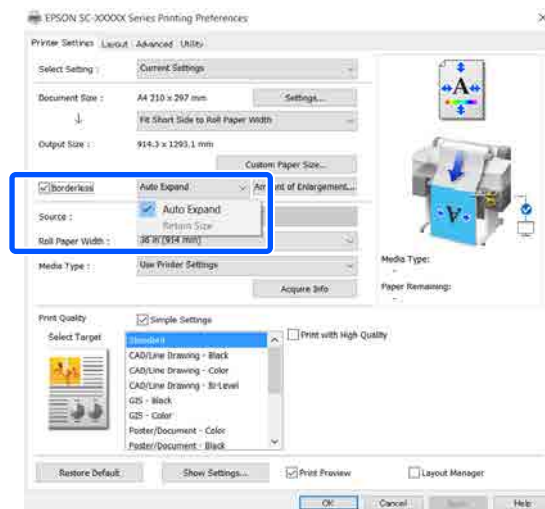 EPSON SC-XXXXX Series Printing Preferences
Printer Settings Layout Advanced Utility
Select Setting : Current Settings
Document Size : A4 210 x 297 mm Settings...
Fit Short Side to Roll Paper Width
Output Size : 914.3 x 1293.1 mm
Custom Paper Size...
Borderless Auto Expand Amount of Enlargement...
Auto Expand
Source :
Retain Size
Roll Paper Width : 36 in (914 mm)
Media Type : Use Printer Settings
Acquire Info
A
Media Type:
-
Paper Remaining:
-
Print Quality Simple Settings
Select Target
Standard
Print with High Quality
CAD/Line Drawing - Black
CAD/Line Drawing - Color
CAD/Line Drawing - Bi-Level
GIS - Black
GIS - Color
Poster/Document - Color
Poster/Document - Black
Restore Default Show Settings... Print Preview Layout Manager
OK Cancel Apply Help